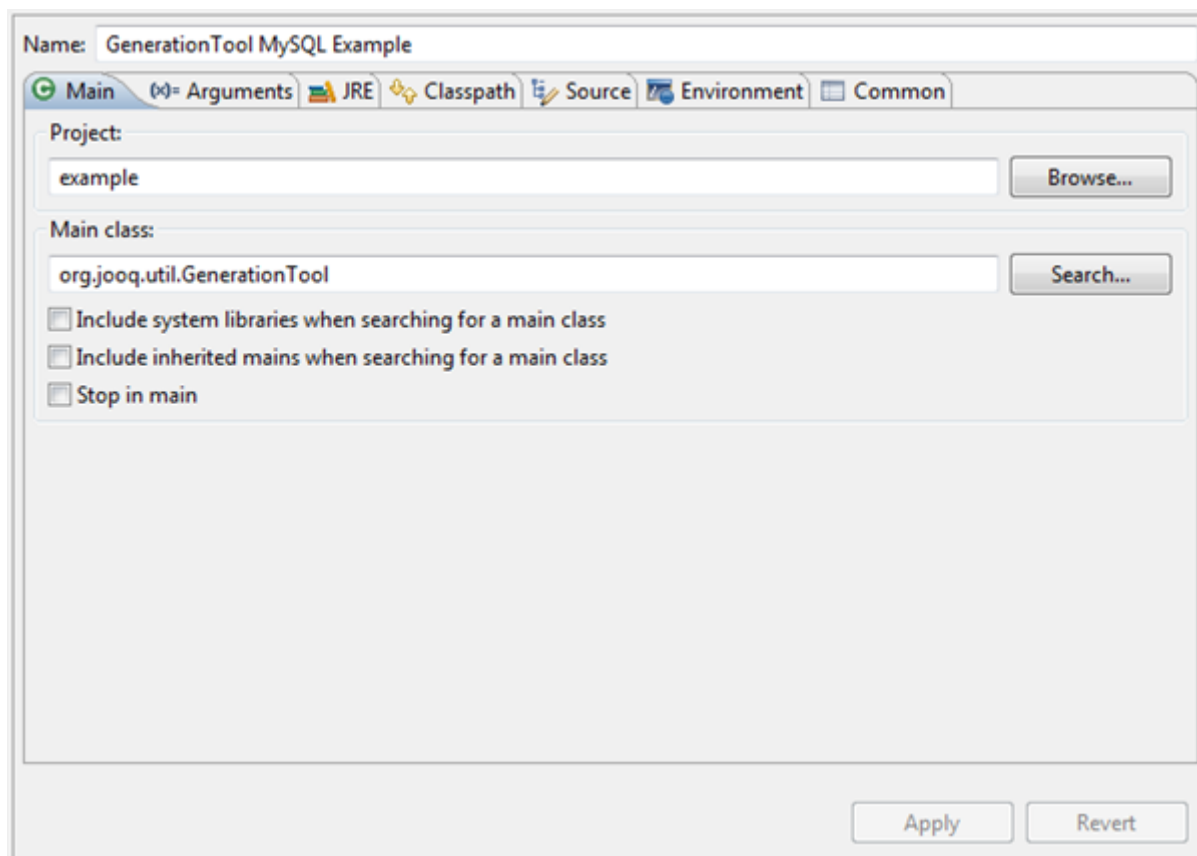 Name: GenerationTool MySQL Example
Main (x)= Arguments JRE Classpath Source Environment Common
Project:
example Browse...
Main class:
org.jooq.util.GenerationTool Search...
Include system libraries when searching for a main class
Include inherited mains when searching for a main class
Stop in main
Apply Revert